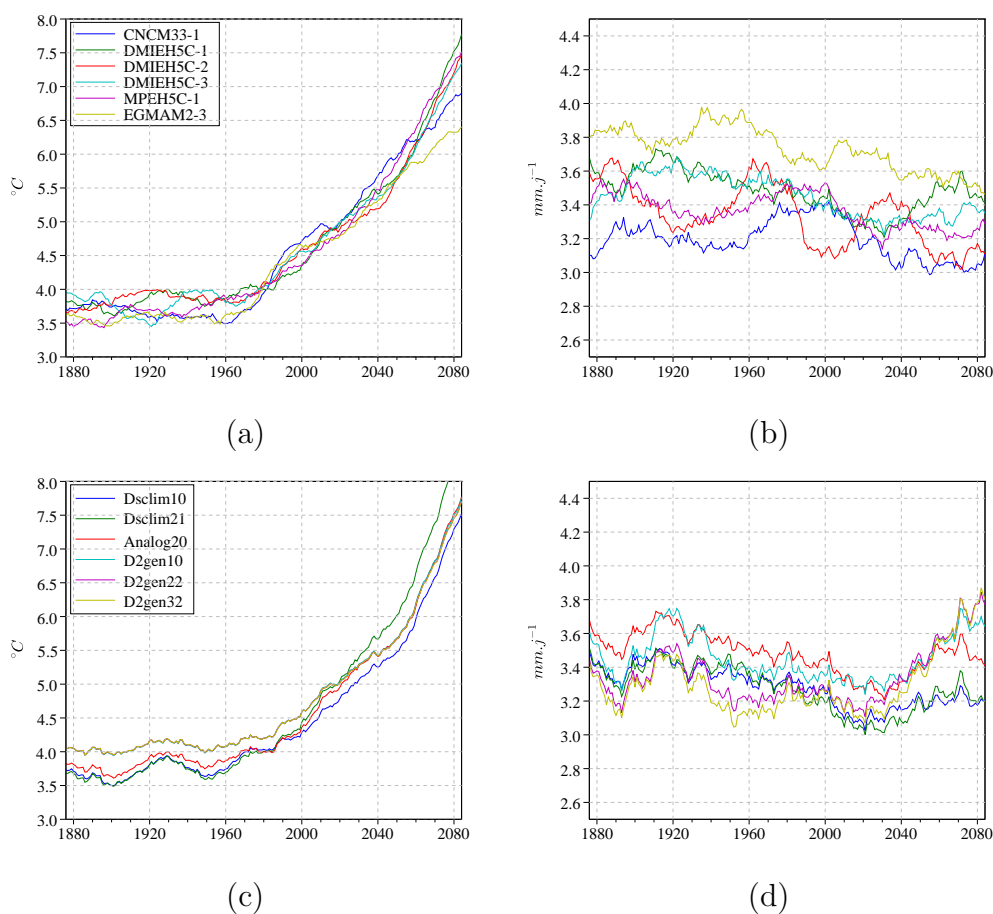 8.0
7.5
7.0
6.5
6.0
5.5
5.0
4.5
4.0
3.5
3.0
°C
CNCM33-1
DMIEH5C-1
DMIEH5C-2
DMIEH5C-3
MPEH5C-1
EGMAM2-3
1880 1920 1960 2000 2040 2080
(a)
4.4
4.2
4.0
3.8
3.6
3.4
3.2
3.0
2.8
2.6
mm.j⁻¹
1880 1920 1960 2000 2040 2080
(b)
8.0
7.5
7.0
6.5
6.0
5.5
5.0
4.5
4.0
3.5
3.0
°C
Dsclim10
Dsclim21
Analog20
D2gen10
D2gen22
D2gen32
1880 1920 1960 2000 2040 2080
(c)
4.4
4.2
4.0
3.8
3.6
3.4
3.2
3.0
2.8
2.6
mm.j⁻¹
1880 1920 1960 2000 2040 2080
(d)